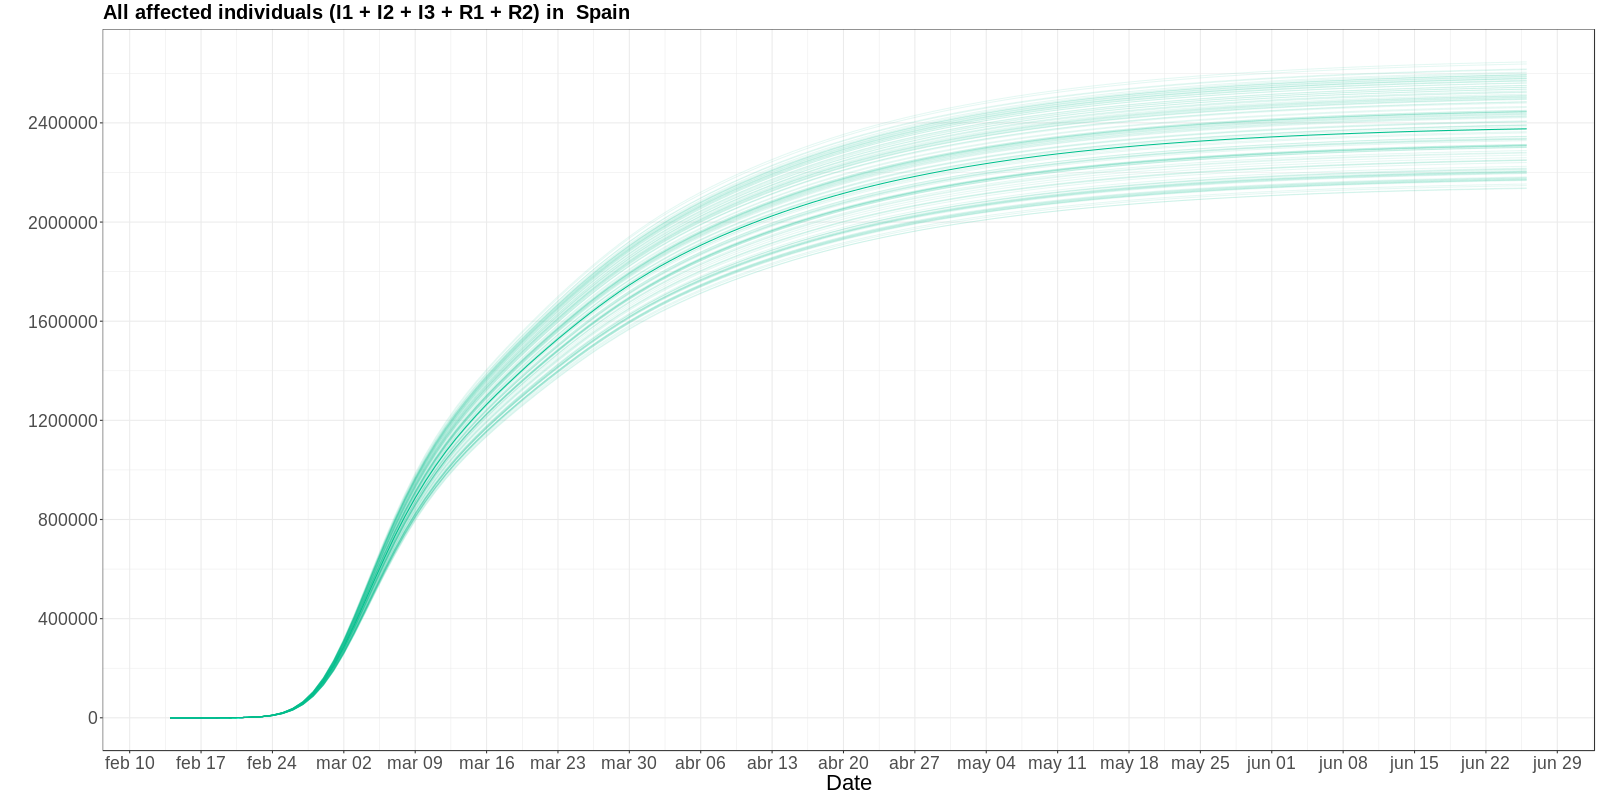 All affected individuals (I1 + I2 + I3 + R1 + R2) in  Spain
2400000
2000000
1600000
1200000
800000
400000
0
feb 10 feb 17 feb 24 mar 02 mar 09 mar 16 mar 23 mar 30 abr 06 abr 13 abr 20 abr 27 may 04 may 11 may 18 may 25 jun 01 jun 08 jun 15 jun 22 jun 29
Date